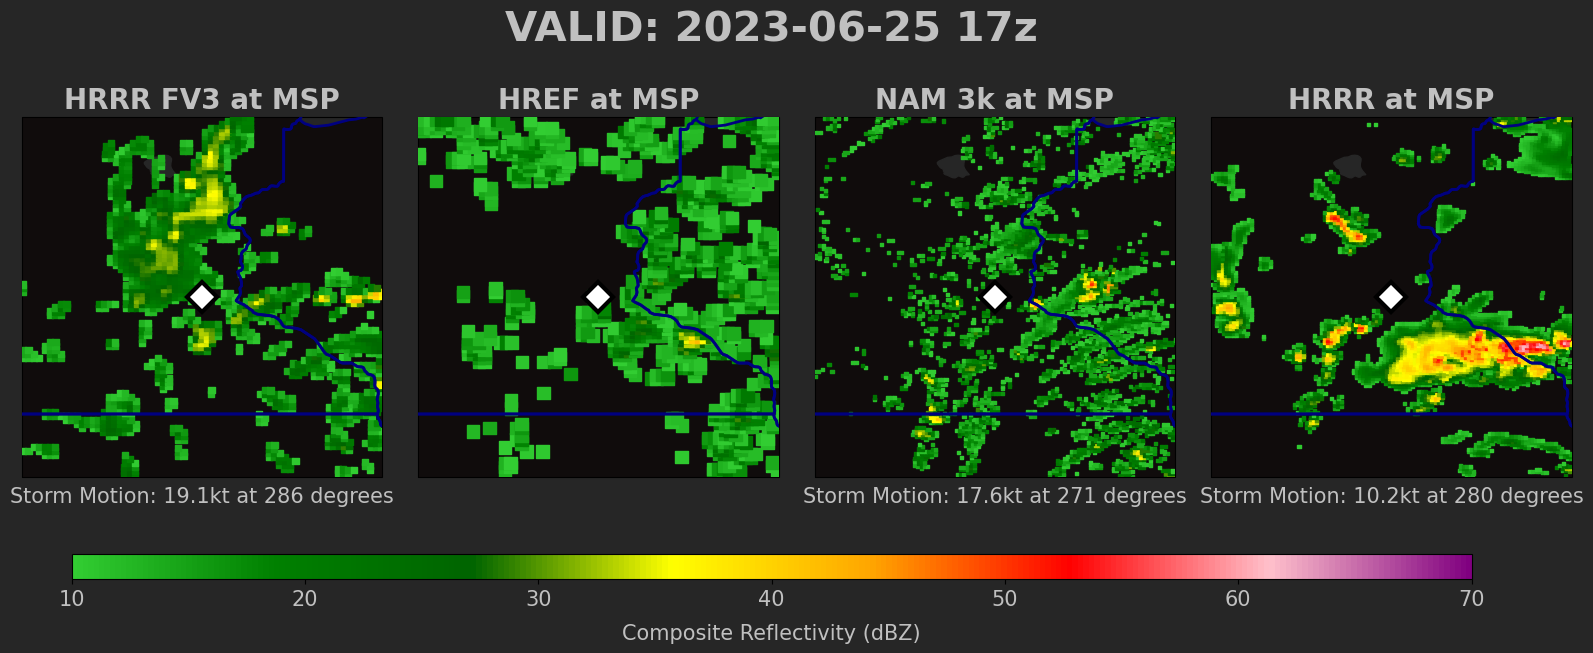 VALID: 2023-06-25 17z
HRRR FV3 at MSP
HREF at MSP
NAM 3k at MSP
HRRR at MSP
Storm Motion: 19.1kt at 286 degrees
Storm Motion: 17.6kt at 271 degrees
Storm Motion: 10.2kt at 280 degrees
10 20 30 40 50 60 70
Composite Reflectivity (dBZ)